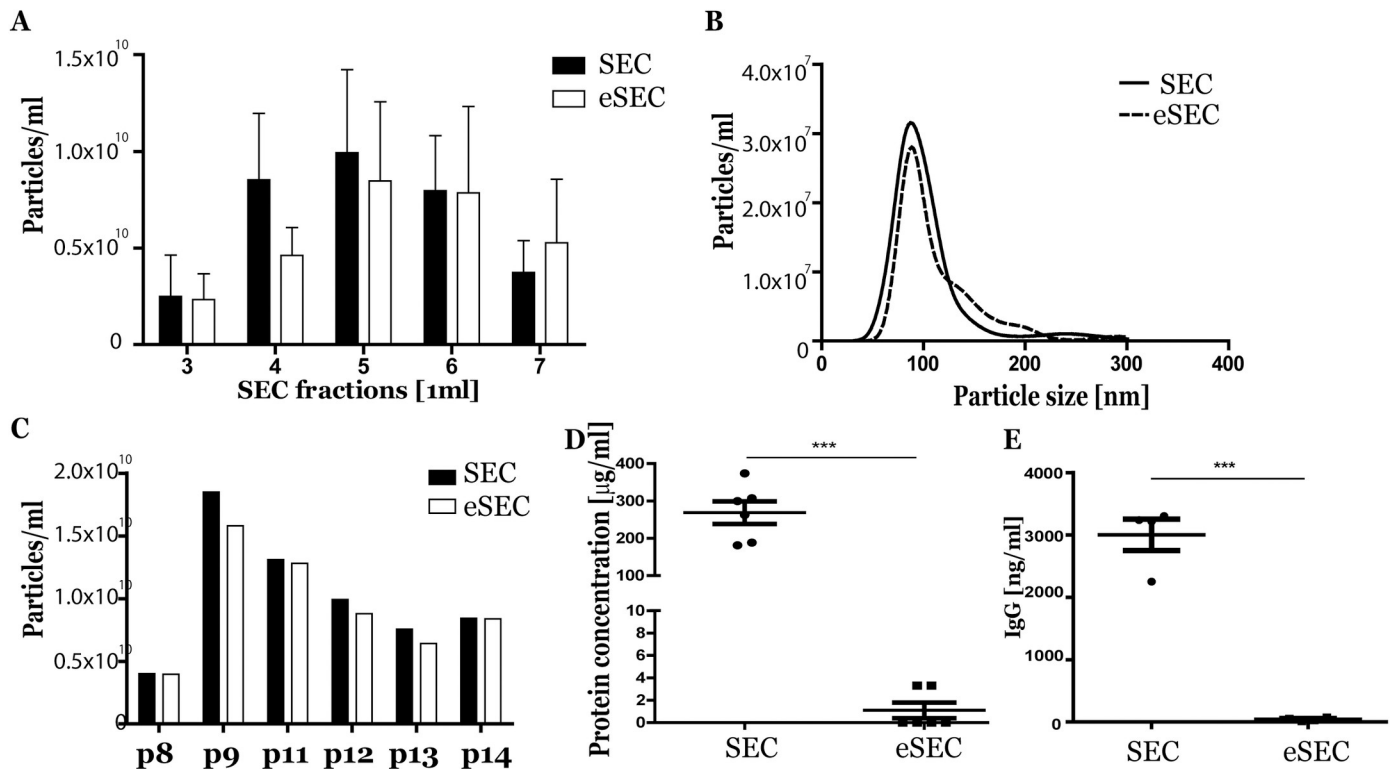 A
Particles/ml
1.5x10^10
1.0x10^10
0.5x10^10
0
3 4 5 6 7
SEC fractions [1ml]
SEC
eSEC
B
Particles/ml
4.0x10^7
3.0x10^7
2.0x10^7
1.0x10^7
0
0 100 200 300 400
Particle size [nm]
SEC
eSEC
C
Particles/ml
2.0x10^10
1.5x10^10
1.0x10^10
0.5x10^10
0
p8 p9 p11 p12 p13 p14
SEC
eSEC
D
Protein concentration [µg/ml]
400
300
200
100
10
8
6
4
2
0
***
SEC eSEC
E
IgG [ng/ml]
4000
3000
2000
1000
0
***
SEC eSEC